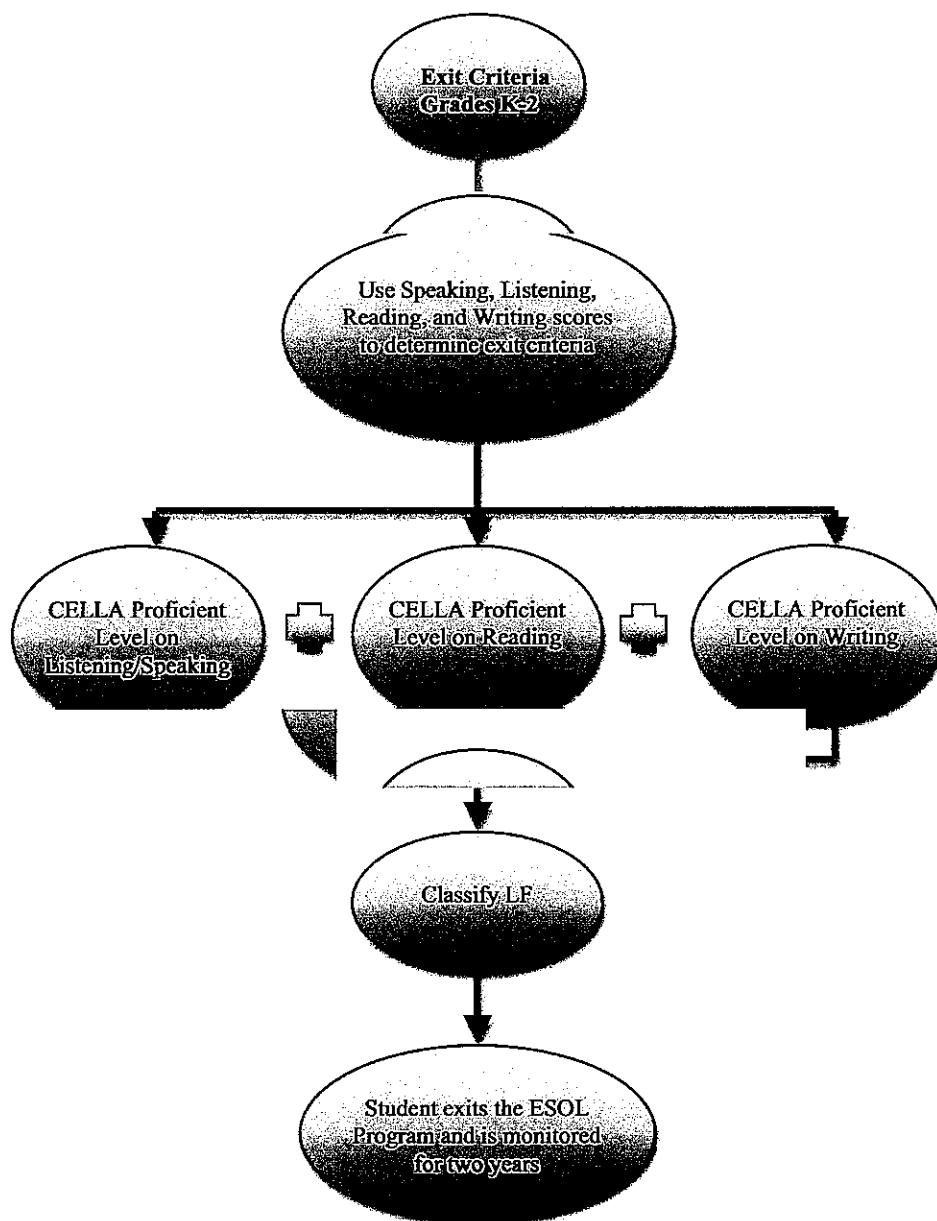 Exit Criteria
Grades K-2
Use Speaking, Listening,
Reading, and Writing scores
to determine exit criteria
CELLA Proficient
Level on
Listening/Speaking
CELLA Proficient
Level on Reading
CELLA Proficient
Level on Writing
Classify LF
Student exits the ESOL
Program and is monitored
for two years